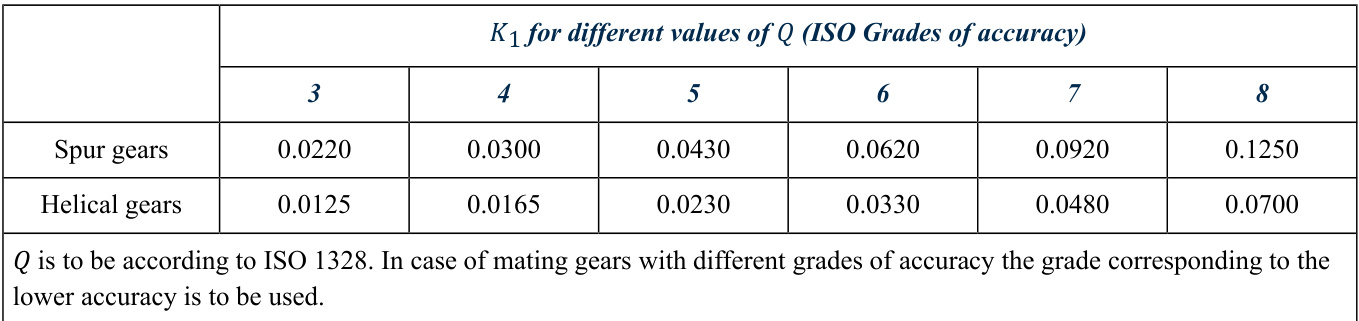 K₁ for different values of Q (ISO Grades of accuracy)
3 4 5 6 7 8
Spur gears 0.0220 0.0300 0.0430 0.0620 0.0920 0.1250
Helical gears 0.0125 0.0165 0.0230 0.0330 0.0480 0.0700
Q is to be according to ISO 1328. In case of mating gears with different grades of accuracy the grade corresponding to the
lower accuracy is to be used.